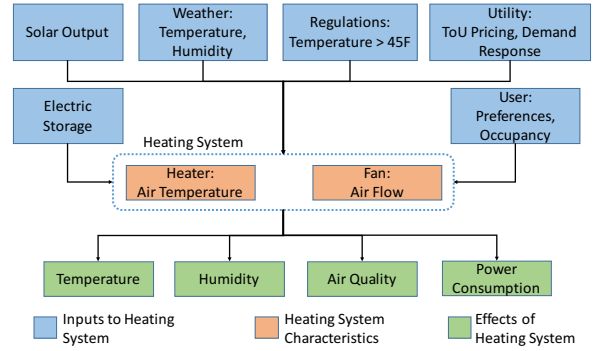 Solar Output
Weather:
Temperature,
Humidity
Regulations:
Temperature > 45F
Utility:
ToU Pricing, Demand
Response
Electric
Storage
User:
Preferences,
Occupancy
Heating System
Heater:
Air Temperature
Fan:
Air Flow
Temperature
Humidity
Air Quality
Power
Consumption
Inputs to Heating
System
Heating System
Characteristics
Effects of
Heating System